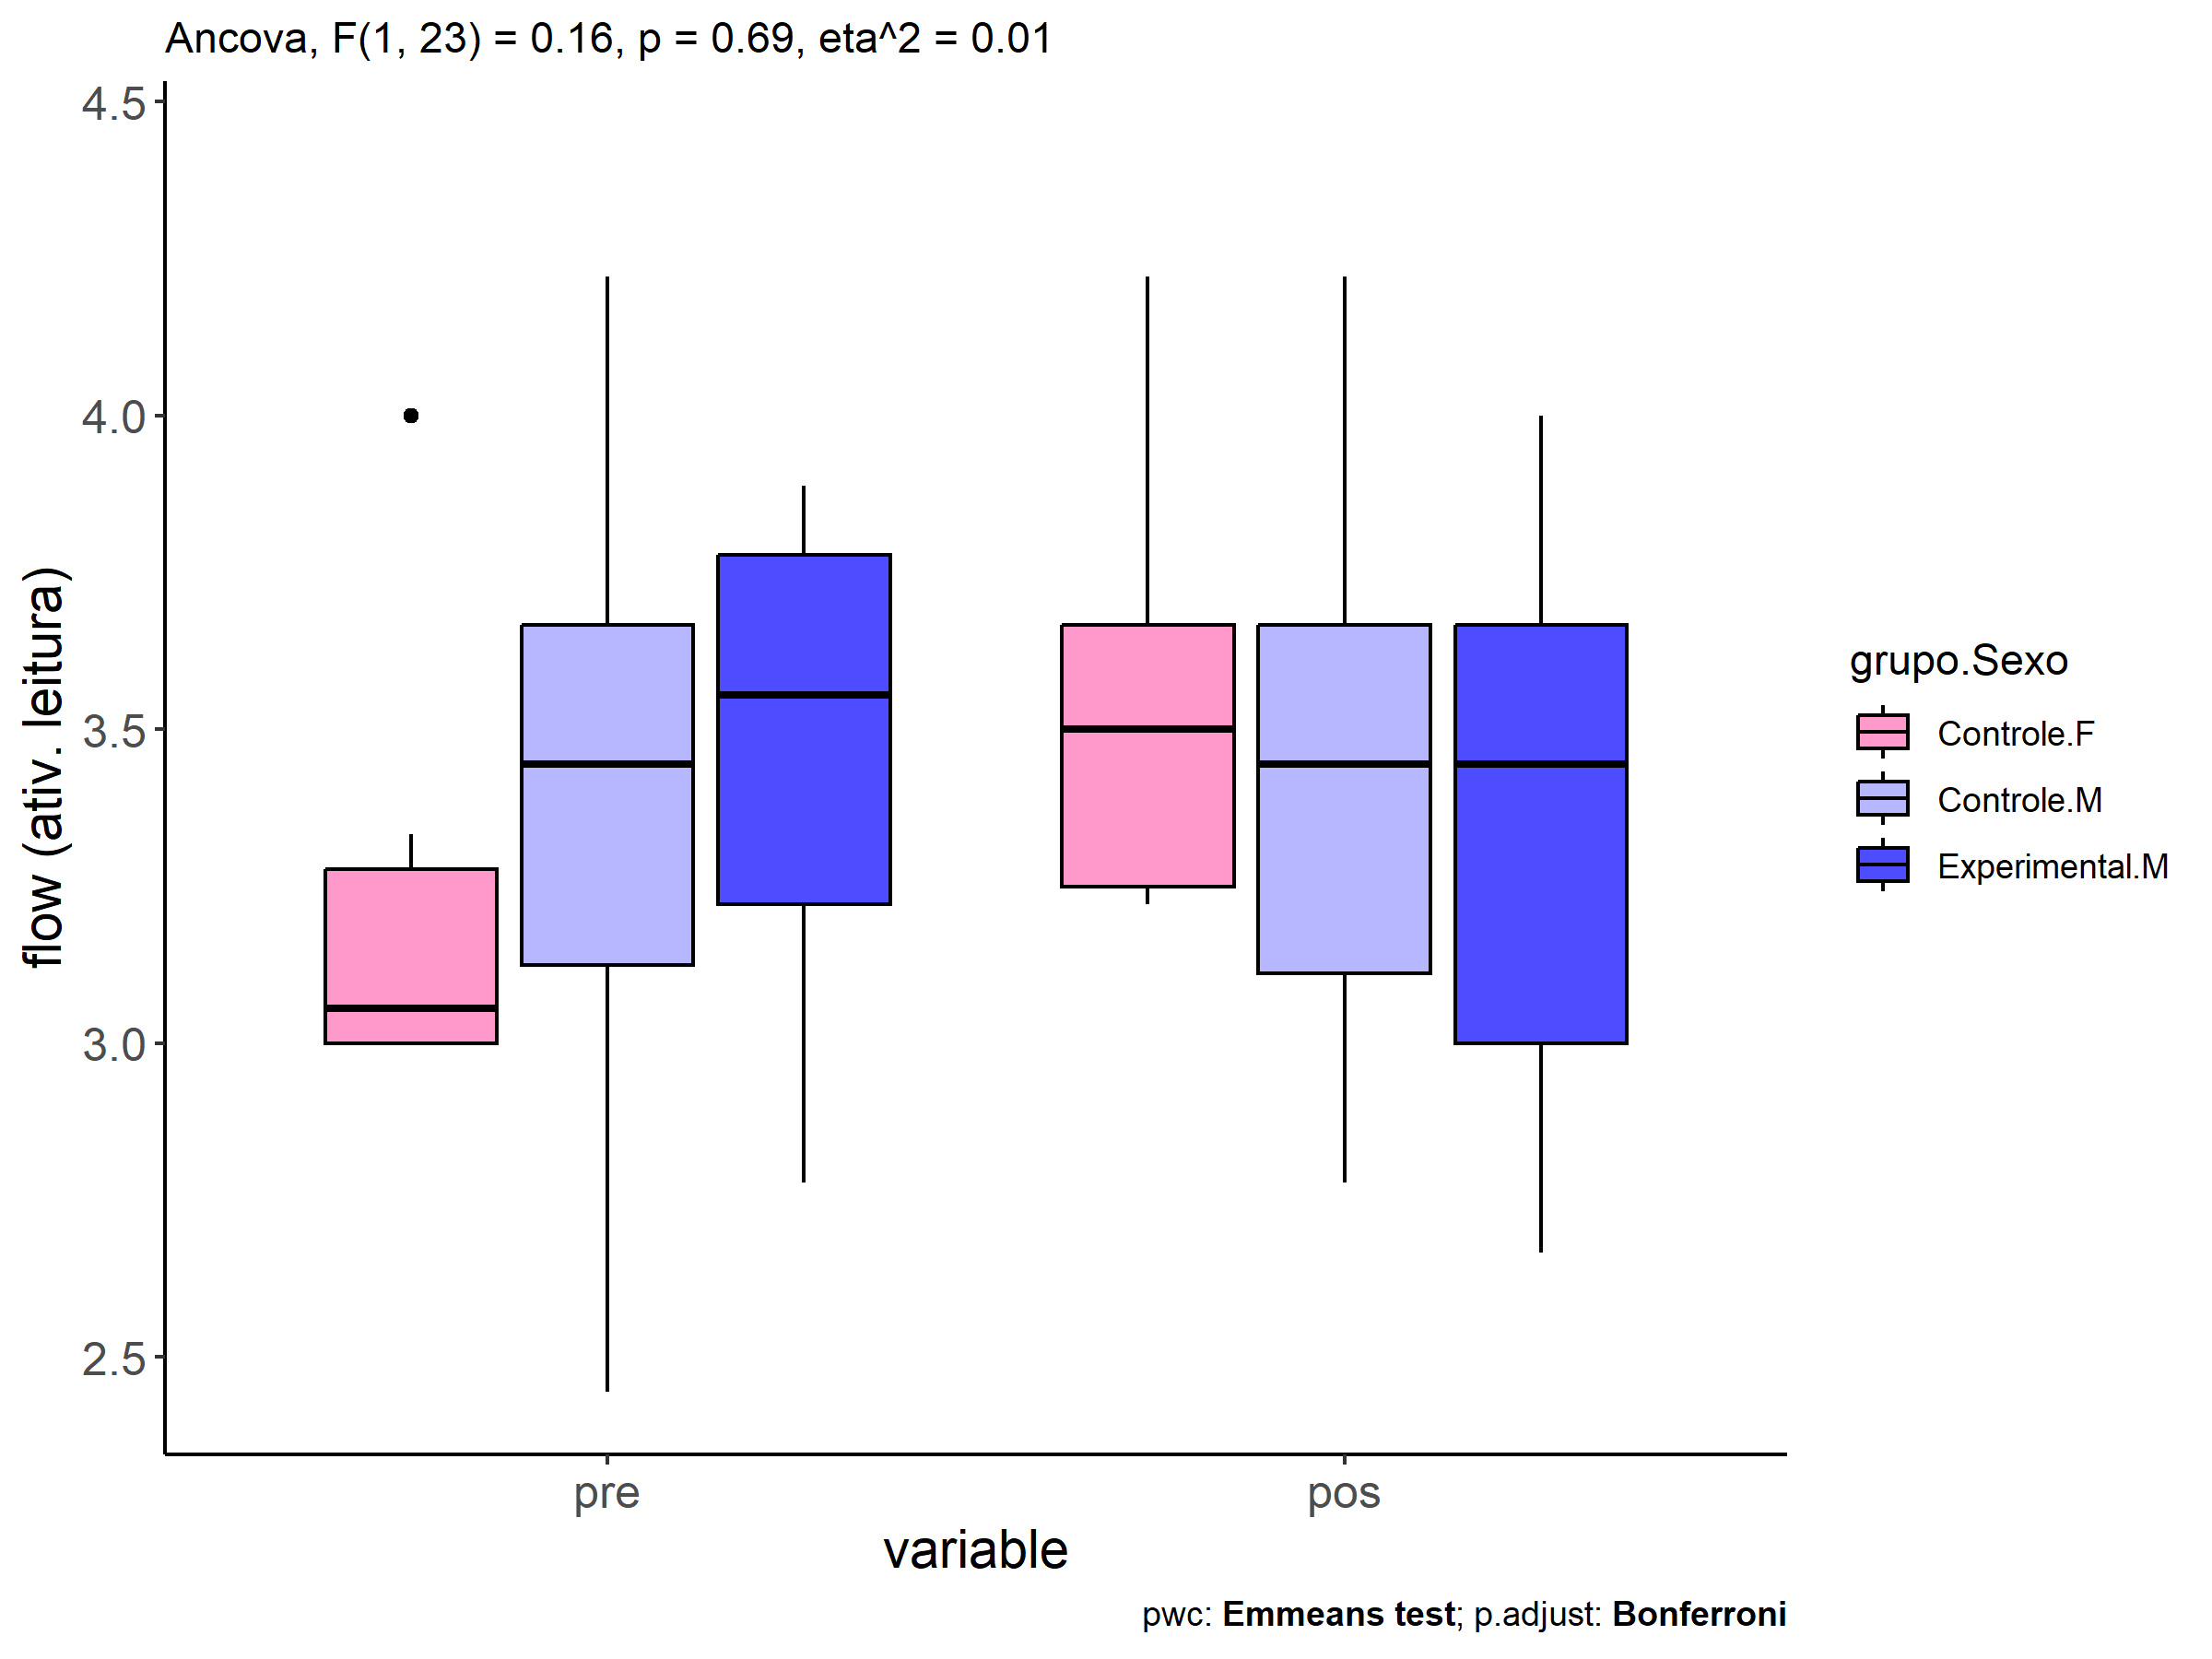 Ancova, F(1, 23) = 0.16, p = 0.69, eta^2 = 0.01
4.5
4.0
3.5
3.0
2.5
flow (ativ. leitura)
pre
pos
variable
grupo.Sexo
Controle.F
Controle.M
Experimental.M
pwc: Emmeans test; p.adjust: Bonferroni